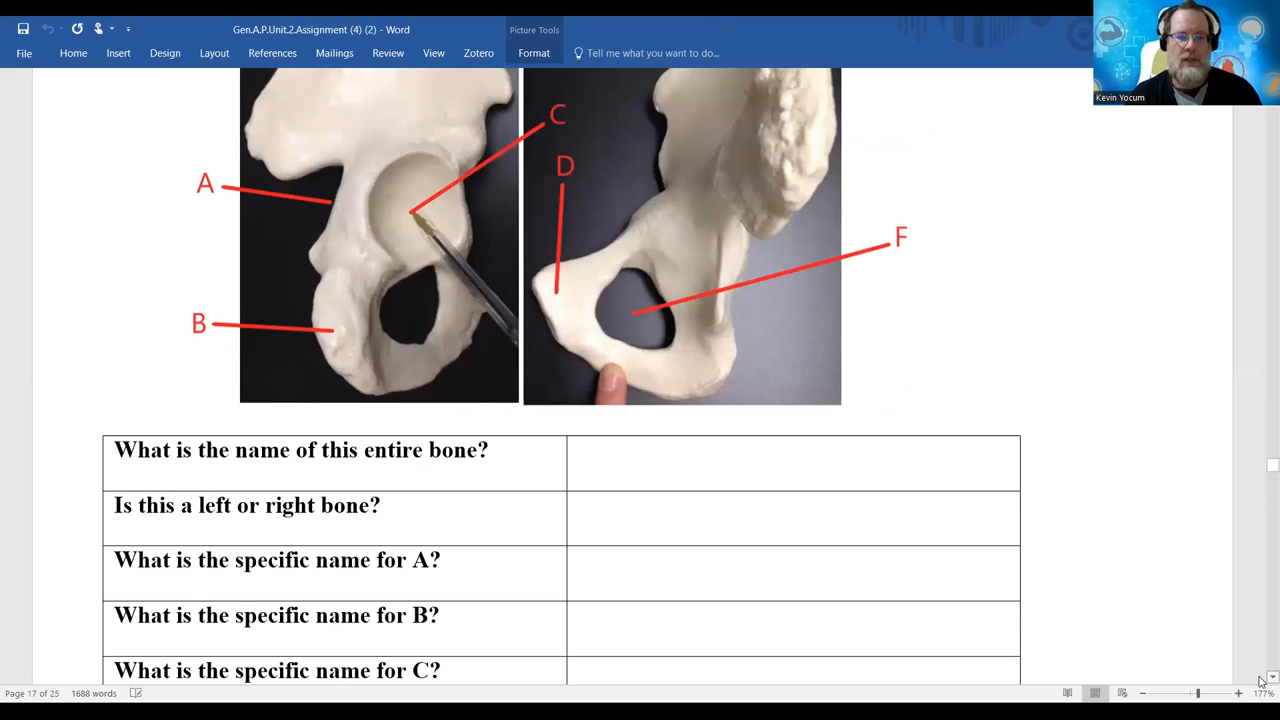 Gen.A.P.Unit.2.Assignment (4) (2) - Word
Picture Tools
File Home Insert Design Layout References Mailings Review View Zotero Format Tell me what you want to do...
Kevin Yocum
C
D
A
F
B
What is the name of this entire bone?
Is this a left or right bone?
What is the specific name for A?
What is the specific name for B?
What is the specific name for C?
Page 17 of 25 1688 words 177%